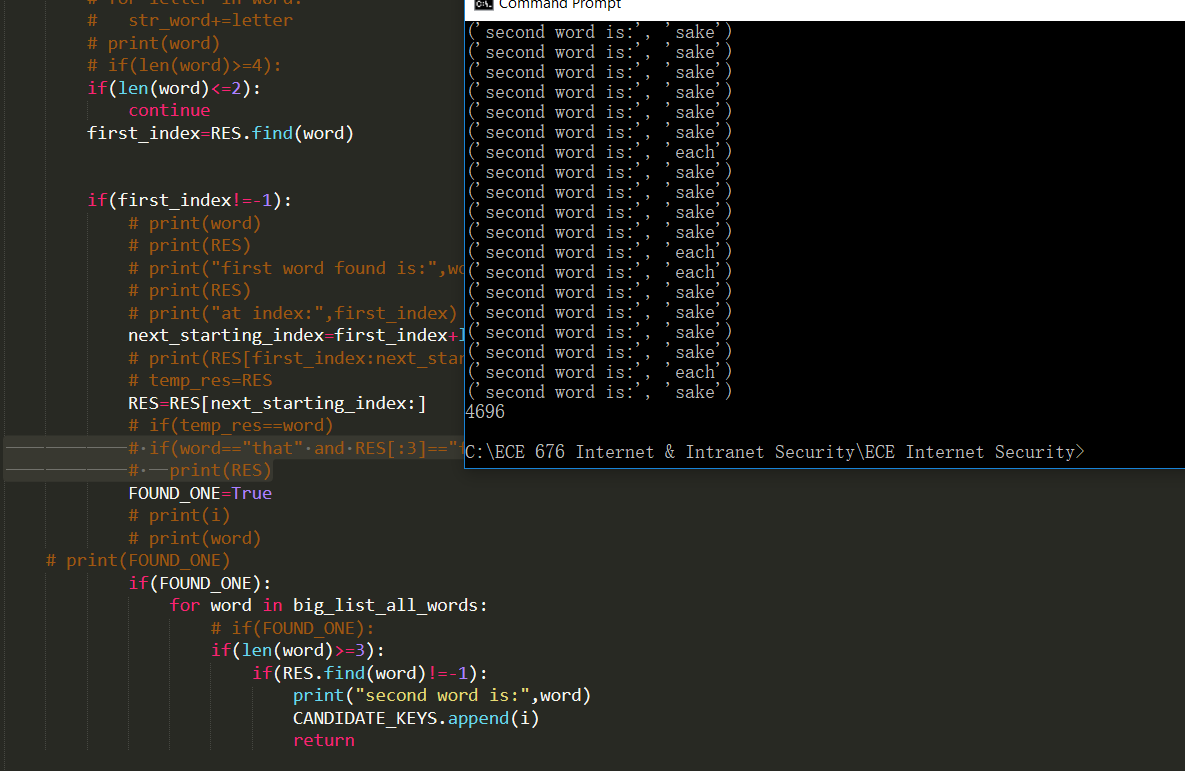 # for letter in word:
#   str_word+=letter
# print(word)
# if(len(word)>=4):
if(len(word)<=2):
continue
first_index=RES.find(word)
if(first_index!=-1):
# print(word)
# print(RES)
# print("first word found is:",wo
# print(RES)
# print("at index:",first_index)
next_starting_index=first_index+
# print(RES[first_index:next_star
# temp_res=RES
RES=RES[next_starting_index:]
# if(temp_res==word)
# if(word=="that" and RES[:3]=="
#   print(RES)
FOUND_ONE=True
# print(i)
# print(word)
# print(FOUND_ONE)
if(FOUND_ONE):
for word in big_list_all_words:
# if(FOUND_ONE):
if(len(word)>=3):
if(RES.find(word)!=-1):
print("second word is:",word)
CANDIDATE_KEYS.append(i)
return
Command Prompt
('second word is:', 'sake')
('second word is:', 'sake')
('second word is:', 'sake')
('second word is:', 'sake')
('second word is:', 'sake')
('second word is:', 'sake')
('second word is:', 'each')
('second word is:', 'sake')
('second word is:', 'sake')
('second word is:', 'sake')
('second word is:', 'sake')
('second word is:', 'each')
('second word is:', 'each')
('second word is:', 'sake')
('second word is:', 'sake')
('second word is:', 'sake')
('second word is:', 'sake')
('second word is:', 'each')
('second word is:', 'sake')
4696
C:\ECE 676 Internet & Intranet Security\ECE Internet Security>